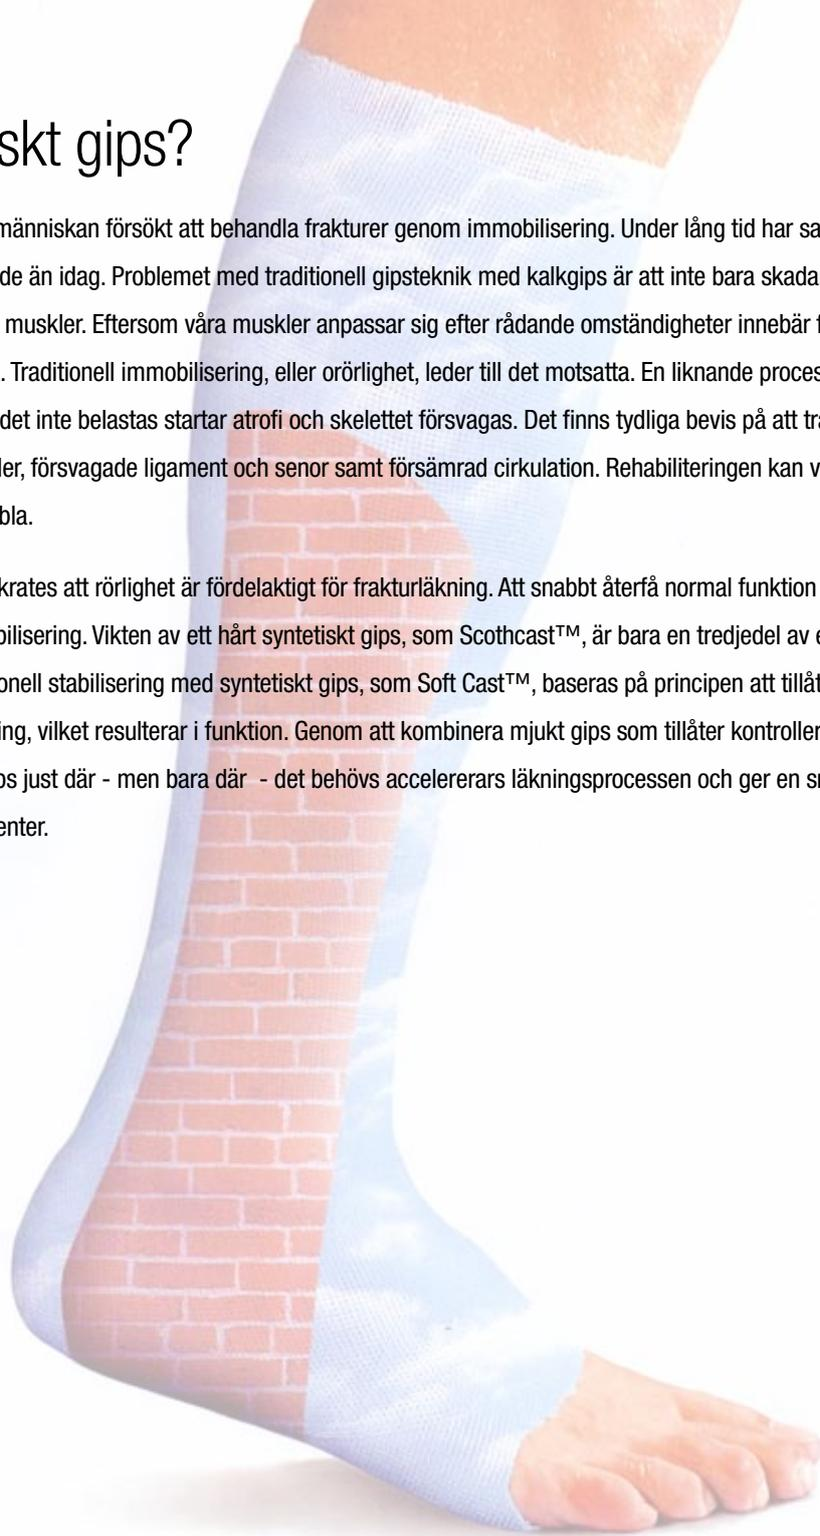 skt gips?
människan försökt att behandla frakturer genom immobilisering. Under lång tid har sa
de än idag. Problemet med traditionell gipsteknik med kalkgips är att inte bara skada
muskler. Eftersom våra muskler anpassar sig efter rådande omständigheter innebär f
. Traditionell immobilisering, eller orörlighet, leder till det motsatta. En liknande proces
det inte belastas startar atrofi och skelettet försvagas. Det finns tydliga bevis på att tra
ler, försvagade ligament och senor samt försämrad cirkulation. Rehabiliteringen kan v
bla.
krates att rörlighet är fördelaktigt för frakturläkning. Att snabbt återfå normal funktion
bilisering. Vikten av ett hårt syntetiskt gips, som Scothcast™, är bara en tredjedel av e
onell stabilisering med syntetiskt gips, som Soft Cast™, baseras på principen att tillåt
ing, vilket resulterar i funktion. Genom att kombinera mjukt gips som tillåter kontroller
ps just där - men bara där  - det behövs accelererars läkningsprocessen och ger en sn
enter.